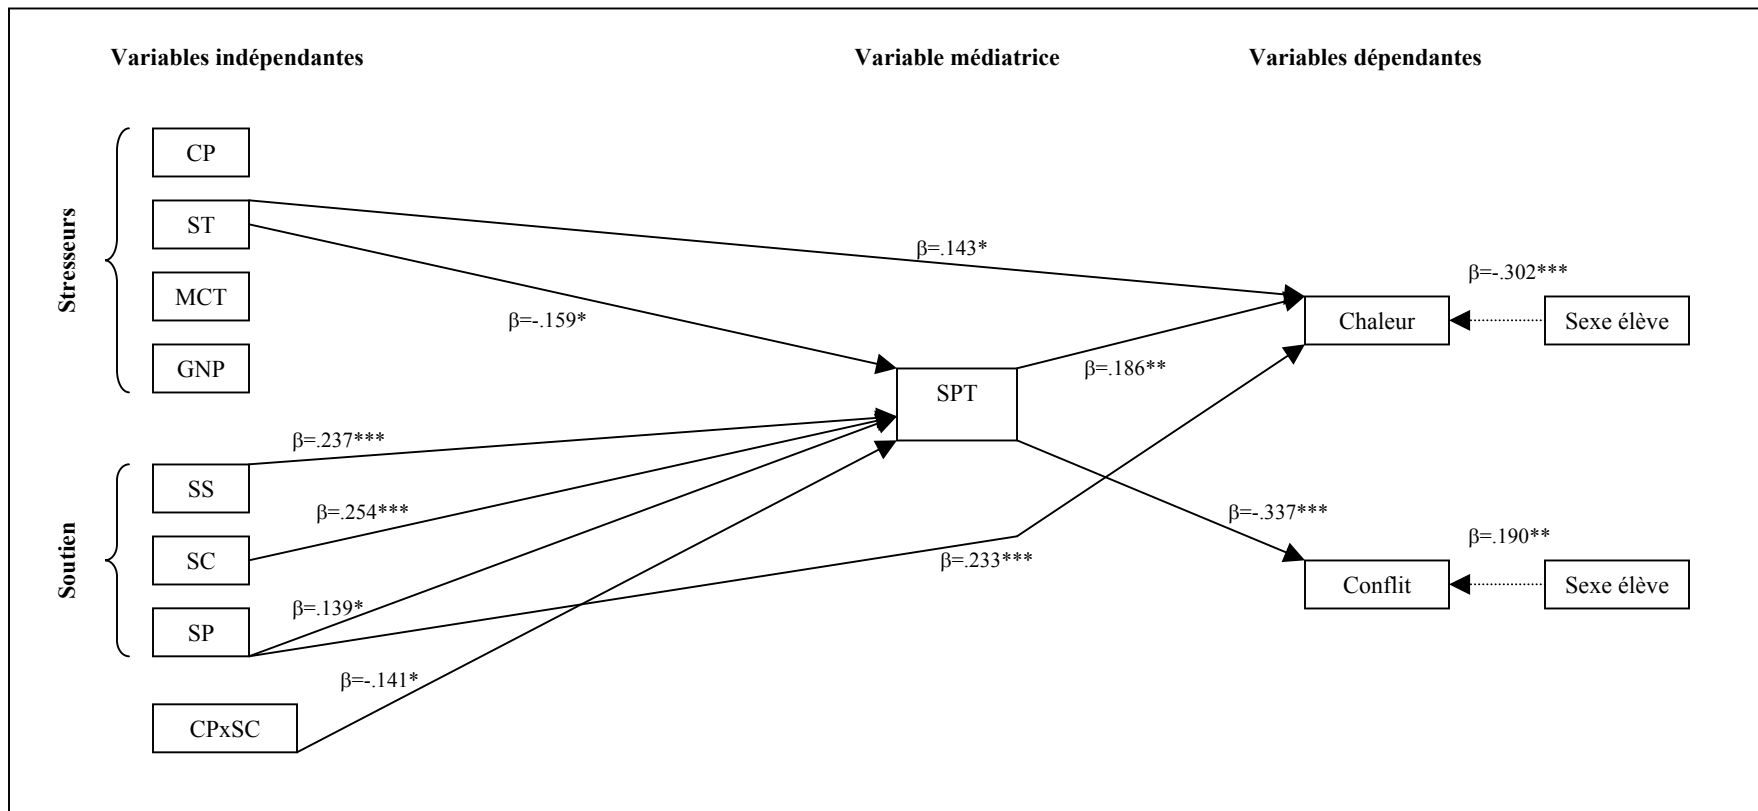 Variables indépendantes
Variable médiatrice
Variables dépendantes
Stresseurs
CP
ST
MCT
GNP
β=.143*
β=-.159*
β=-.302***
Chaleur
Sexe élève
β=.186**
SPT
Soutien
SS
SC
SP
β=.237***
β=.254***
β=.139*
β=.233***
β=-.337***
β=.190**
Conflit
Sexe élève
β=-.141*
CPxSC